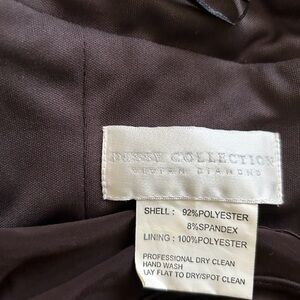 COLLECTION
SHELL : 92%POLYESTER
8%SPANDEX
LINING : 100%POLYESTER
PROFESSIONAL DRY CLEAN
HAND WASH
LAY FLAT TO DRY/SPOT CLEAN